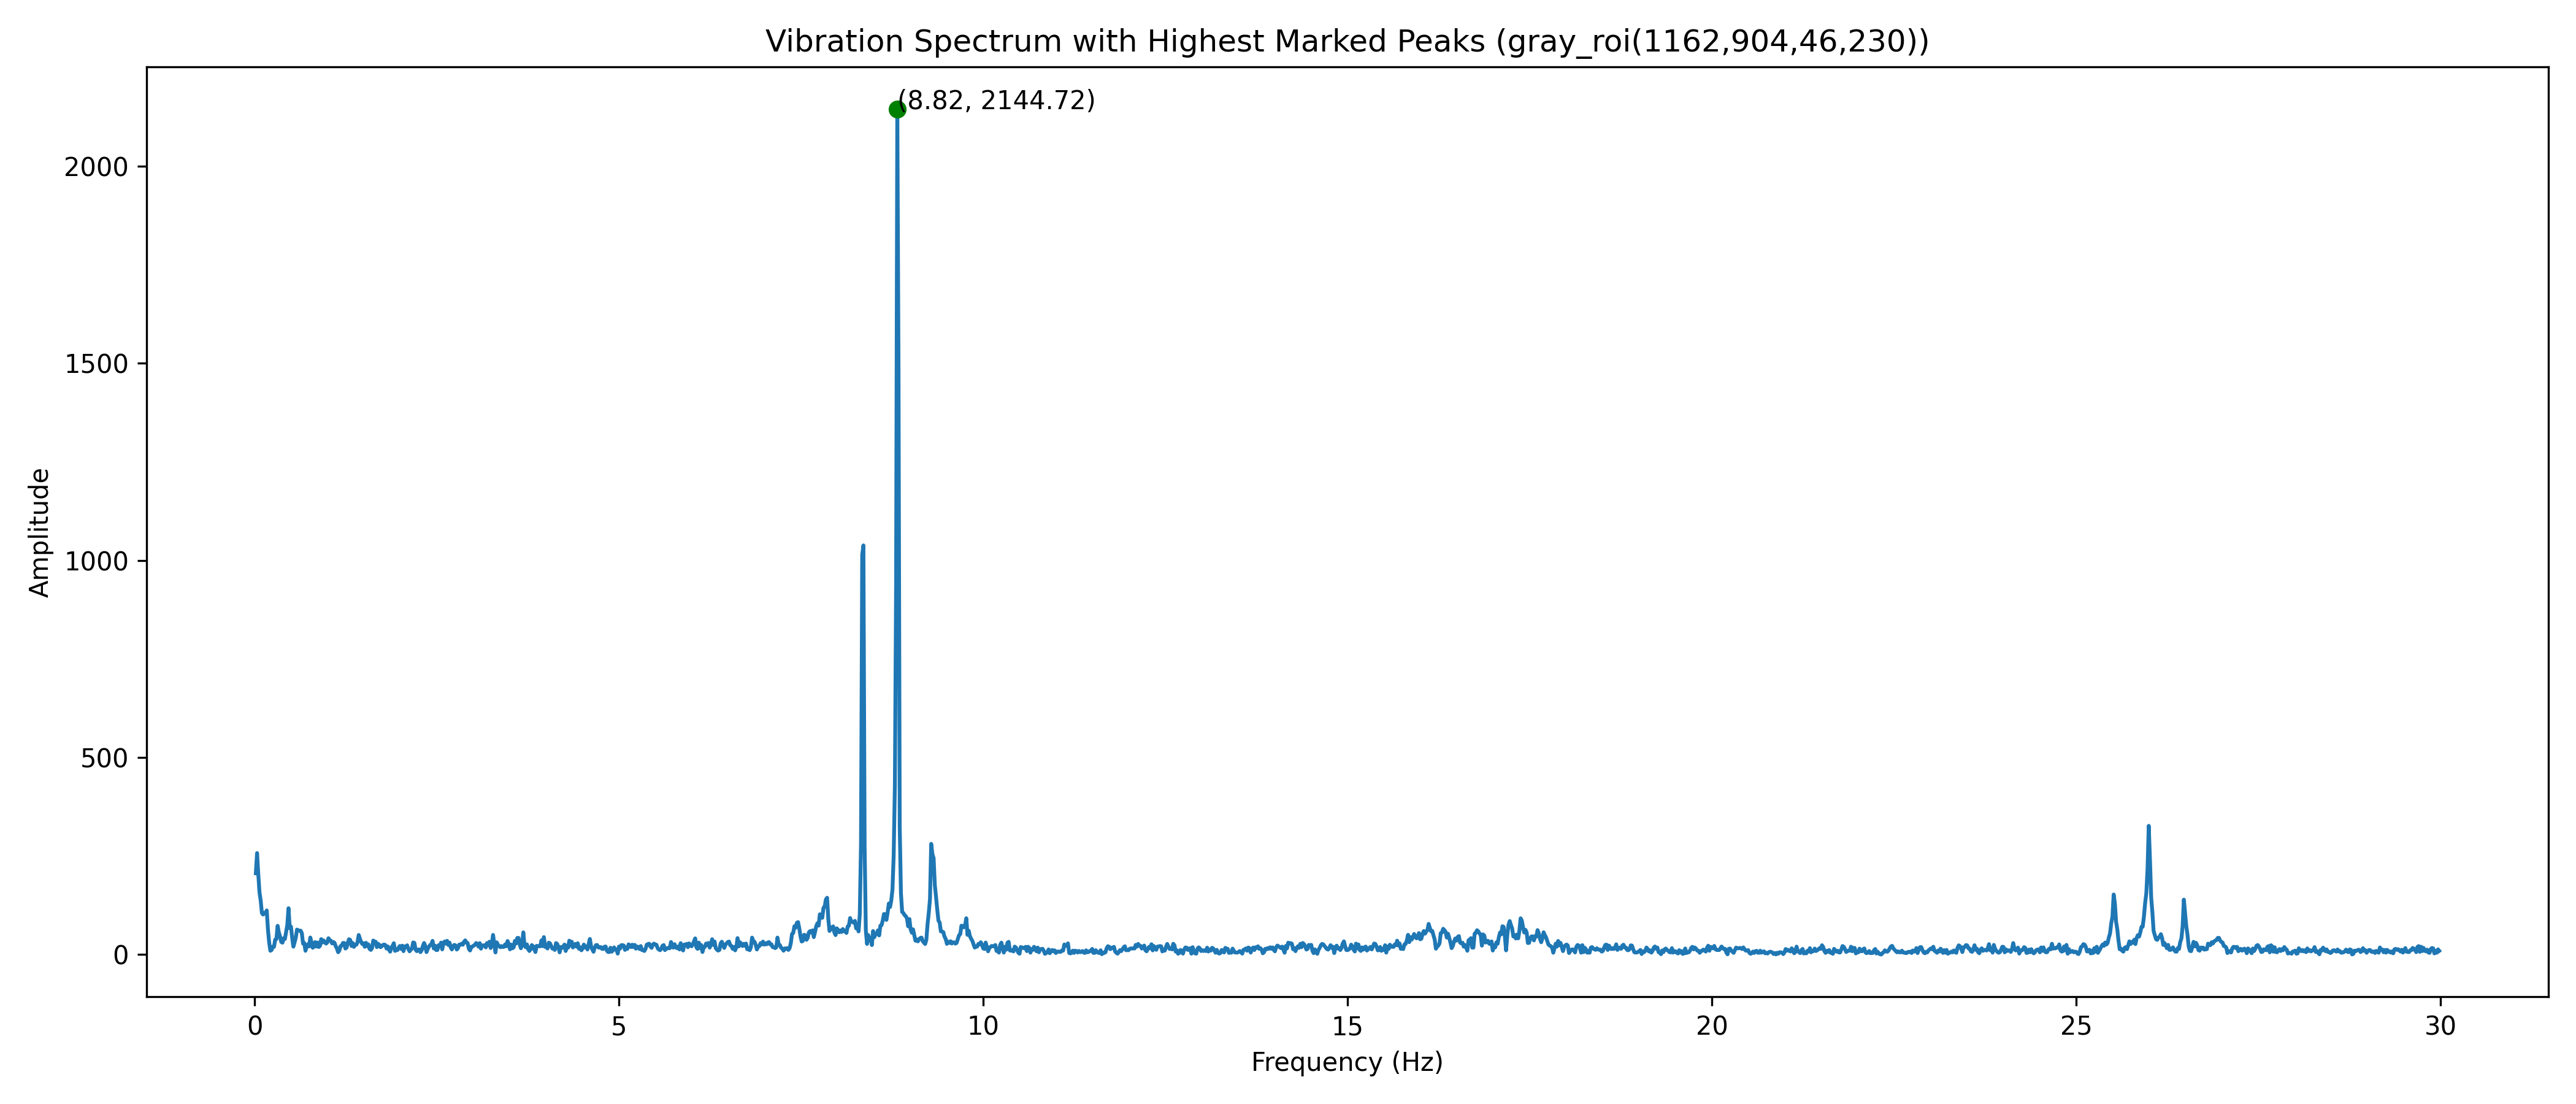 Vibration Spectrum with Highest Marked Peaks (gray_roi(1162,904,46,230))
(8.82, 2144.72)
2000
1500
1000
500
0
Amplitude
0 5 10 15 20 25 30
Frequency (Hz)